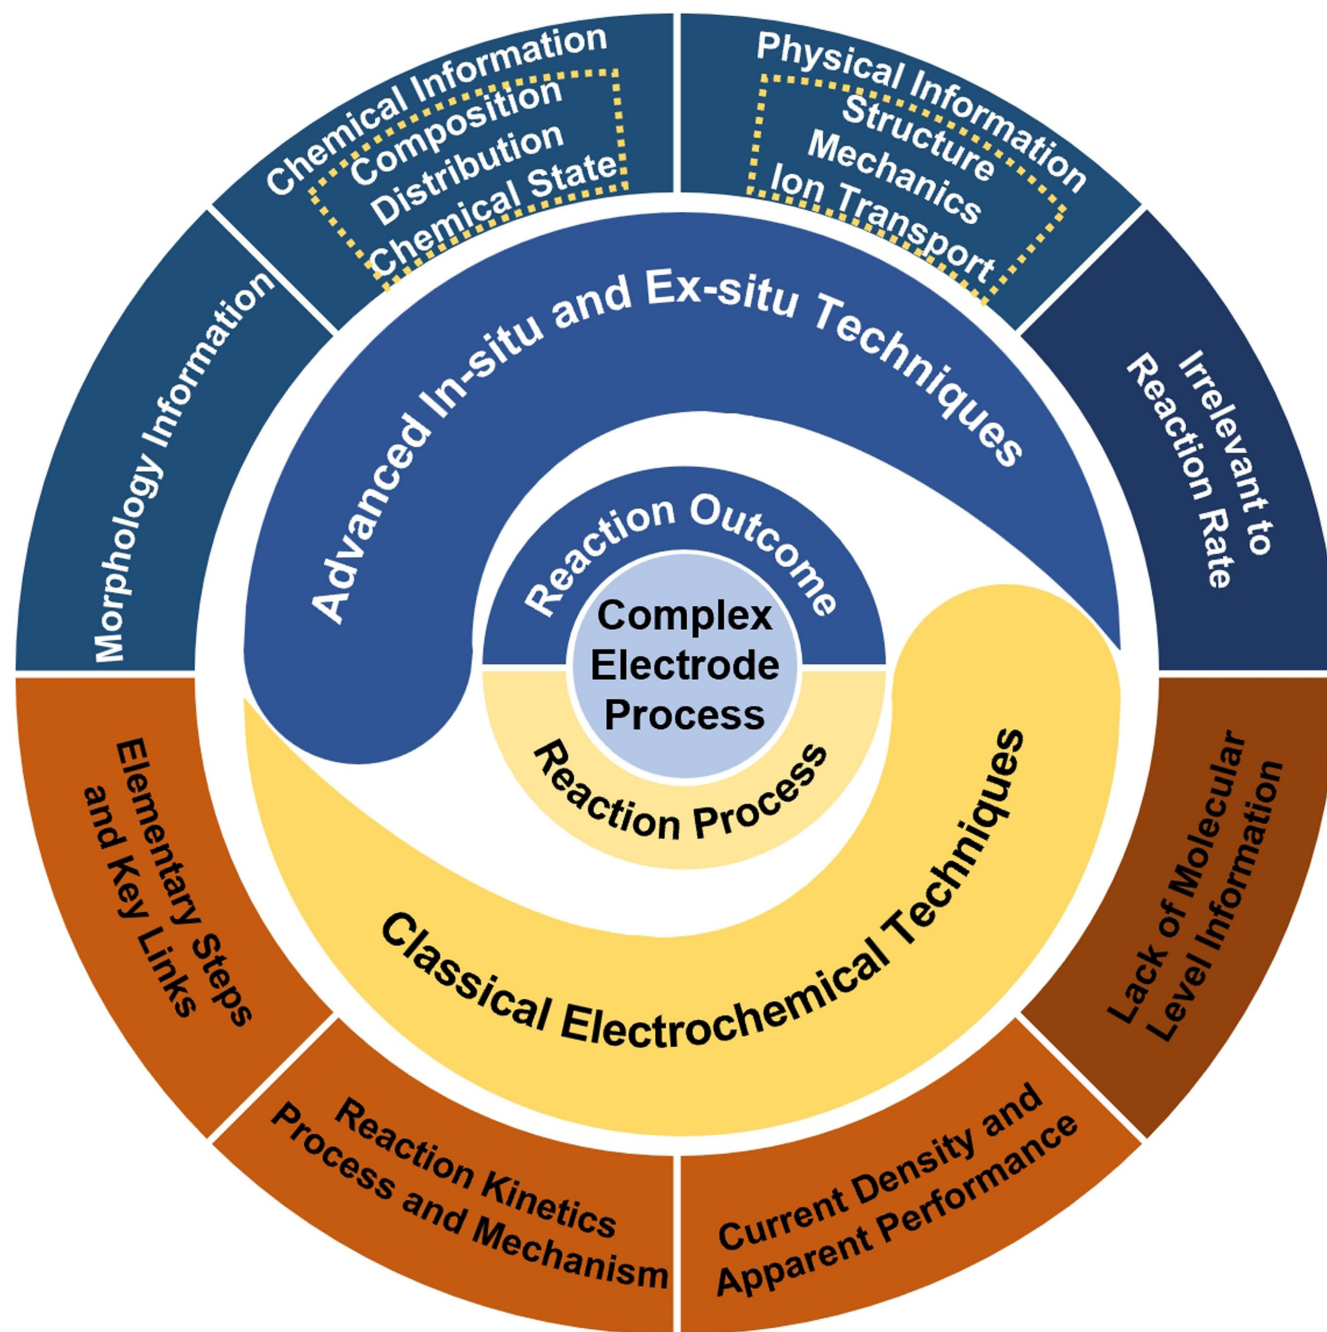 Chemical Information
Composition
Distribution
Chemical State
Physical Information
Structure
Mechanics
Ion Transport
Morphology Information
Irrelevant to
Reaction Rate
Advanced In-situ and Ex-situ Techniques
Reaction Outcome
Complex
Electrode
Process
Reaction Process
Classical Electrochemical Techniques
Elementary Steps
and Key Links
Lack of Molecular
Level Information
Reaction Kinetics
Process and Mechanism
Current Density and
Apparent Performance